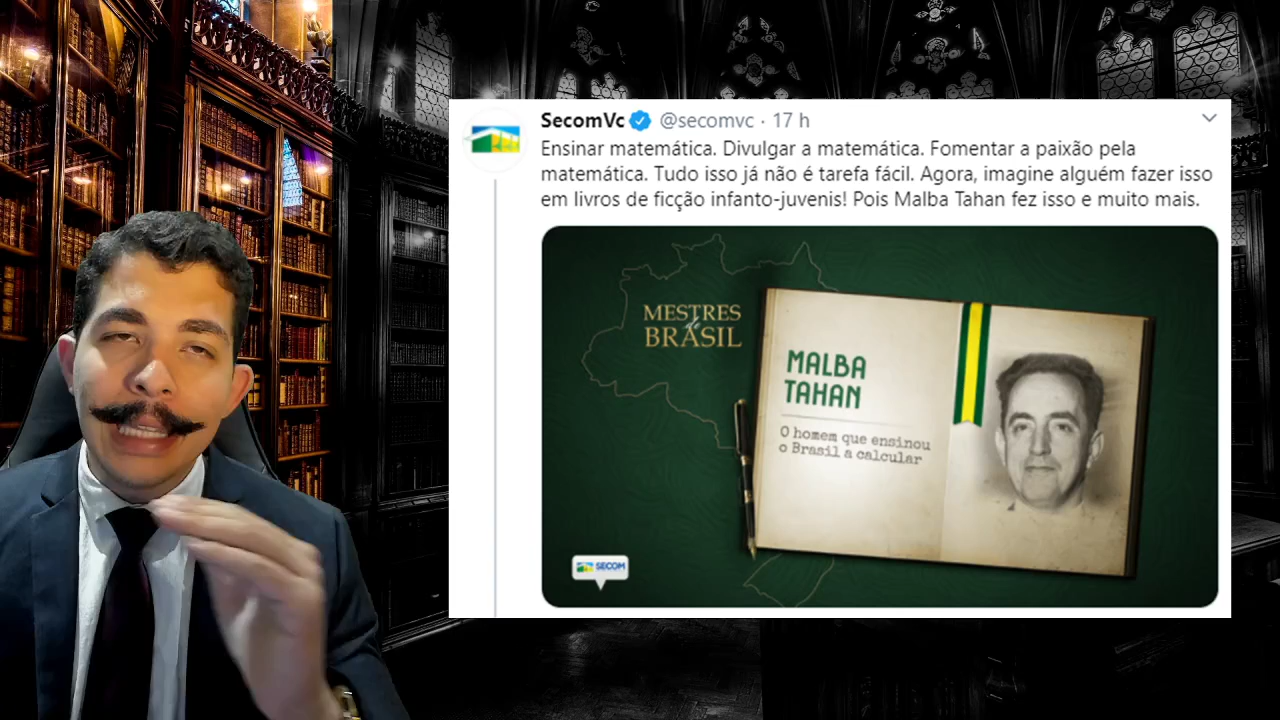 SecomVc @secomvc · 17 h
Ensinar matemática. Divulgar a matemática. Fomentar a paixão pela
matemática. Tudo isso já não é tarefa fácil. Agora, imagine alguém fazer isso
em livros de ficção infanto-juvenis! Pois Malba Tahan fez isso e muito mais.
MESTRES
do
BRASIL
MALBA
TAHAN
O homem que ensinou
o Brasil a calcular
SECOM